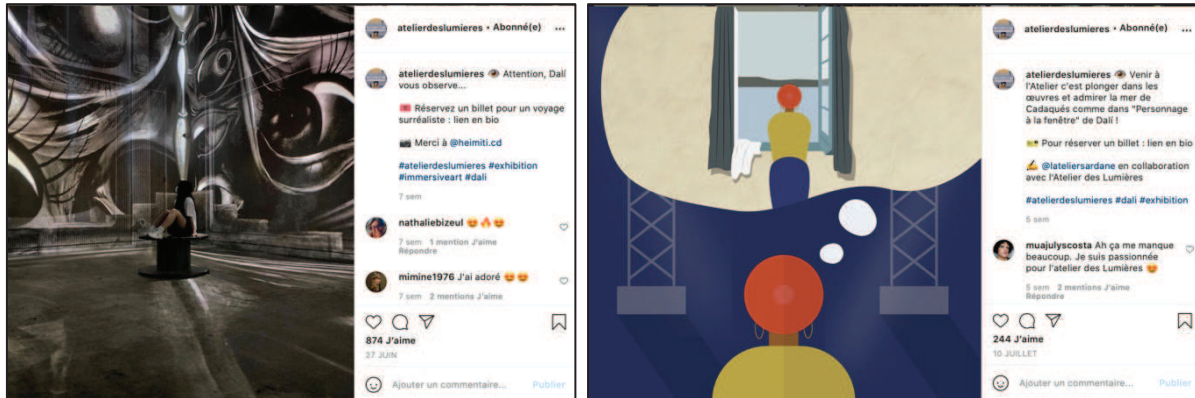 atelierdeslumieres • Abonné(e) ...
atelierdeslumieres 👁 Attention, Dalí
vous observe...
🎟 Réservez un billet pour un voyage
surréaliste : lien en bio
📸 Merci à @heimiti.cd
#atelierdeslumieres #exhibition
#immersiveart #dali
7 sem
nathaliebizeul 😍🔥😍
7 sem 1 mention J'aime
Répondre
mimine1976 J'ai adoré 😍😍
7 sem 2 mentions J'aime
874 J'aime
27 JUIN
Ajouter un commentaire... Publier
atelierdeslumieres • Abonné(e) ...
atelierdeslumieres 👁 Venir à
l'Atelier c'est plonger dans les
œuvres et admirer la mer de
Cadaqués comme dans "Personnage
à la fenêtre" de Dalí !
🎫 Pour réserver un billet : lien en bio
✍ @lateliersardane en collaboration
avec l'Atelier des Lumières
#atelierdeslumieres #dali #exhibition
5 sem
muajulyscosta Ah ça me manque
beaucoup. Je suis passionnée
pour l'atelier des Lumières 😍
5 sem 2 mentions J'aime
Répondre
244 J'aime
10 JUILLET
Ajouter un commentaire... Publier